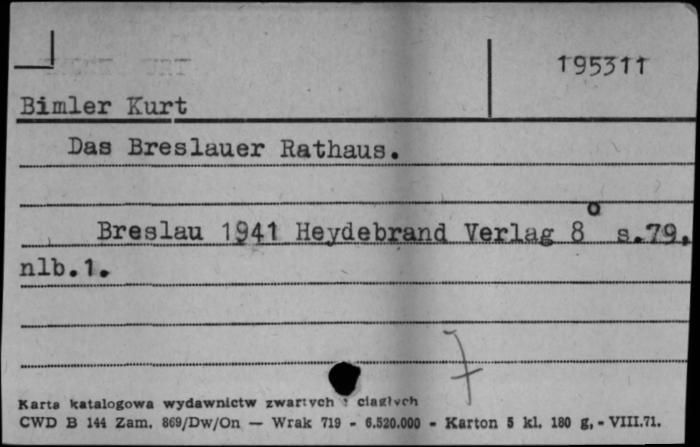 195311
Bimler Kurt
Das Breslauer Rathaus.
Breslau 1941 Heydebrand Verlag 8° s.79,
nlb.1.
7
Karta katalogowa wydawnictw zwartych i ciągłych
CWD B 144 Zam. 869/Dw/On — Wrak 719 - 6.520.000 - Karton 5 kl. 180 g, - VIII.71.